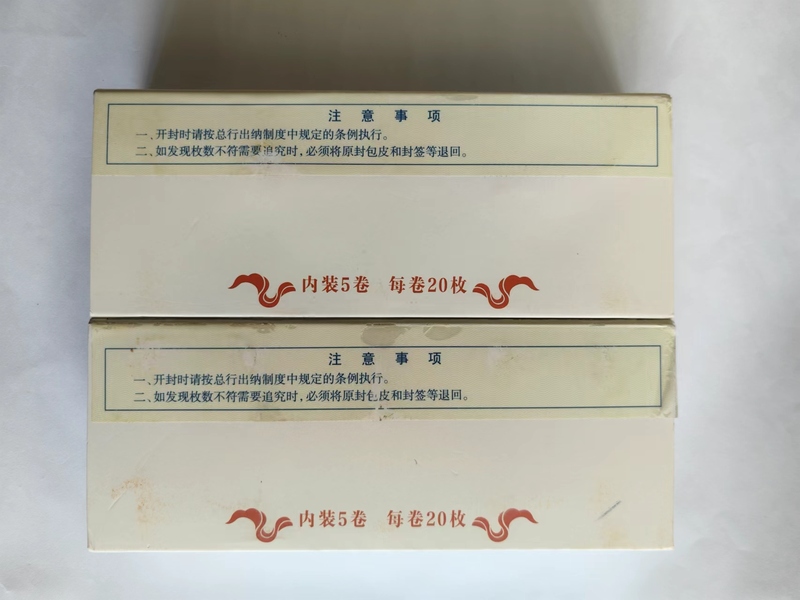 注意事项
一、开封时请按总行出纳制度中规定的条例执行。
二、如发现枚数不符需要追究时，必须将原封包皮和封签等退回。
内装5卷 每卷20枚
注意事项
一、开封时请按总行出纳制度中规定的条例执行。
二、如发现枚数不符需要追究时，必须将原封包皮和封签等退回。
内装5卷 每卷20枚